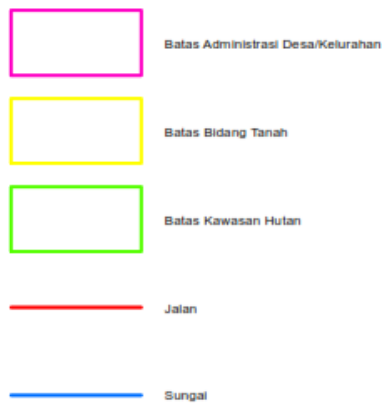 Batas Administrasi Desa/Kelurahan
Batas Bidang Tanah
Batas Kawasan Hutan
Jalan
Sungai